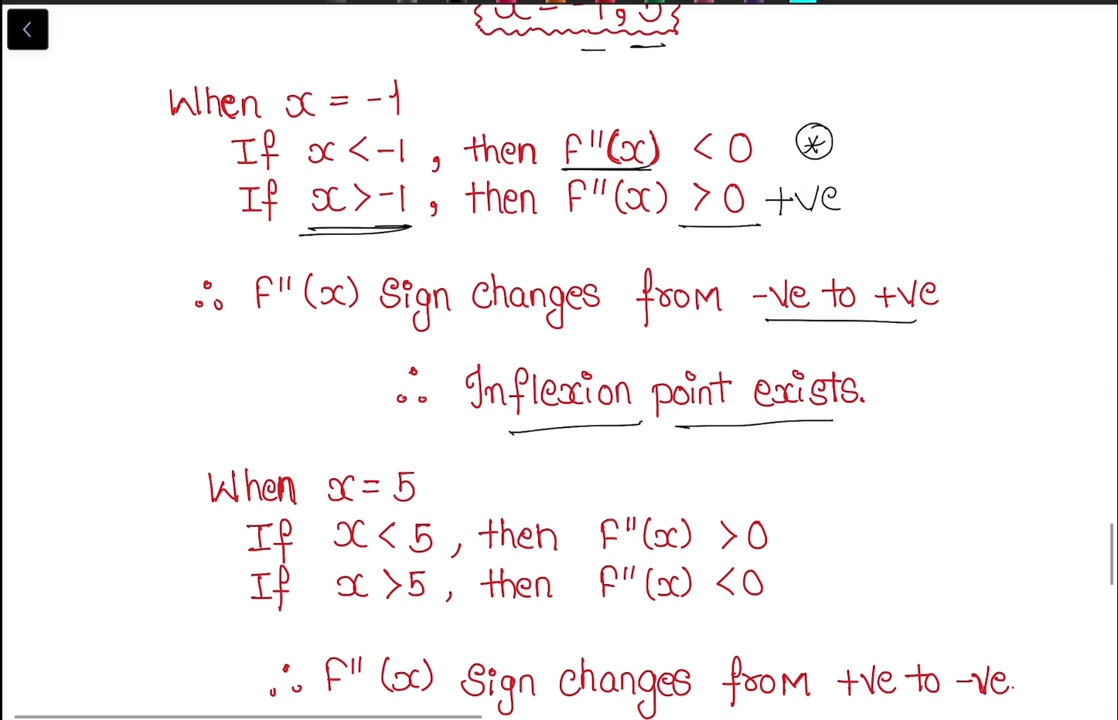 When x = -1
If x < -1 , then f''(x) < 0 *
If x > -1 , then f''(x) > 0 +ve
∴ f''(x) sign changes from -ve to +ve
∴ Inflexion point exists.
When x = 5
If x < 5 , then f''(x) > 0
If x > 5 , then f''(x) < 0
∴ f''(x) sign changes from +ve to -ve.